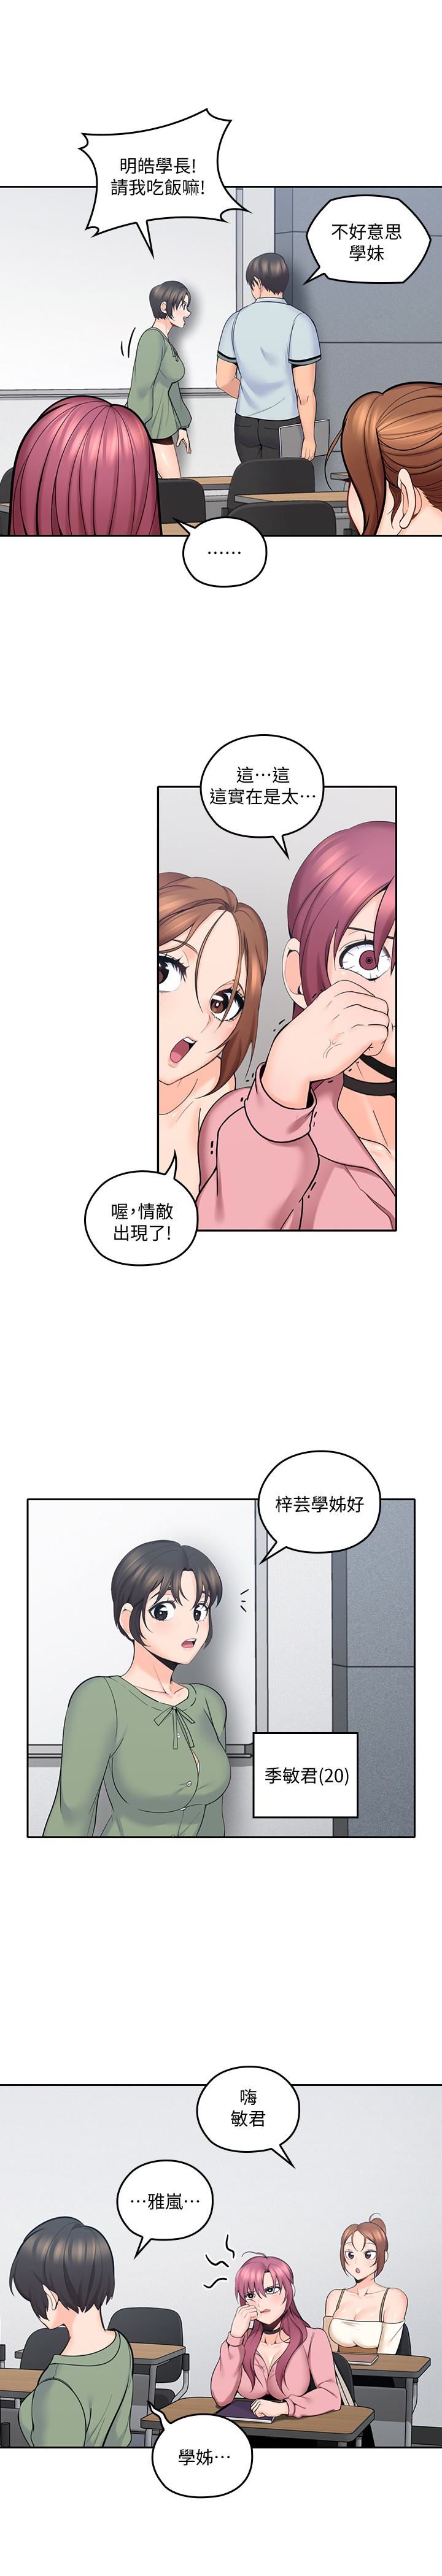 明皓學長!
請我吃飯嘛!
不好意思
學妹
⋯⋯
這⋯這
這實在是太⋯
喔,情敵
出現了!
梓芸學姊好
季敏君(20)
嗨
敏君
⋯雅嵐⋯
學姊⋯